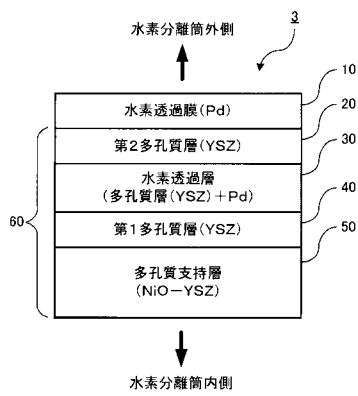 水素分離筒外側
3
水素透過膜(Pd)
10
第2多孔質層(YSZ)
20
水素透過層
(多孔質層(YSZ)+Pd)
30
第1多孔質層(YSZ)
40
多孔質支持層
(NiO-YSZ)
50
60
水素分離筒内側